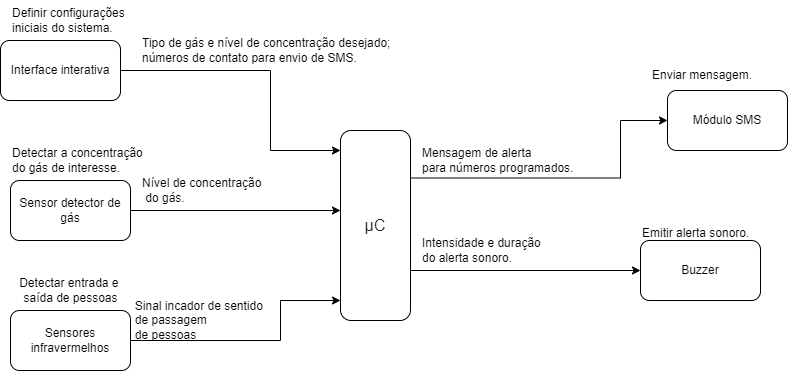 Definir configurações
iniciais do sistema.
Interface interativa
Tipo de gás e nível de concentração desejado;
números de contato para envio de SMS.
Detectar a concentração
do gás de interesse.
Sensor detector de
gás
Nível de concentração
do gás.
Detectar entrada e
saída de pessoas
Sensores
infravermelhos
Sinal incador de sentido
de passagem
de pessoas
µC
Mensagem de alerta
para números programados.
Enviar mensagem.
Módulo SMS
Intensidade e duração
do alerta sonoro.
Emitir alerta sonoro.
Buzzer